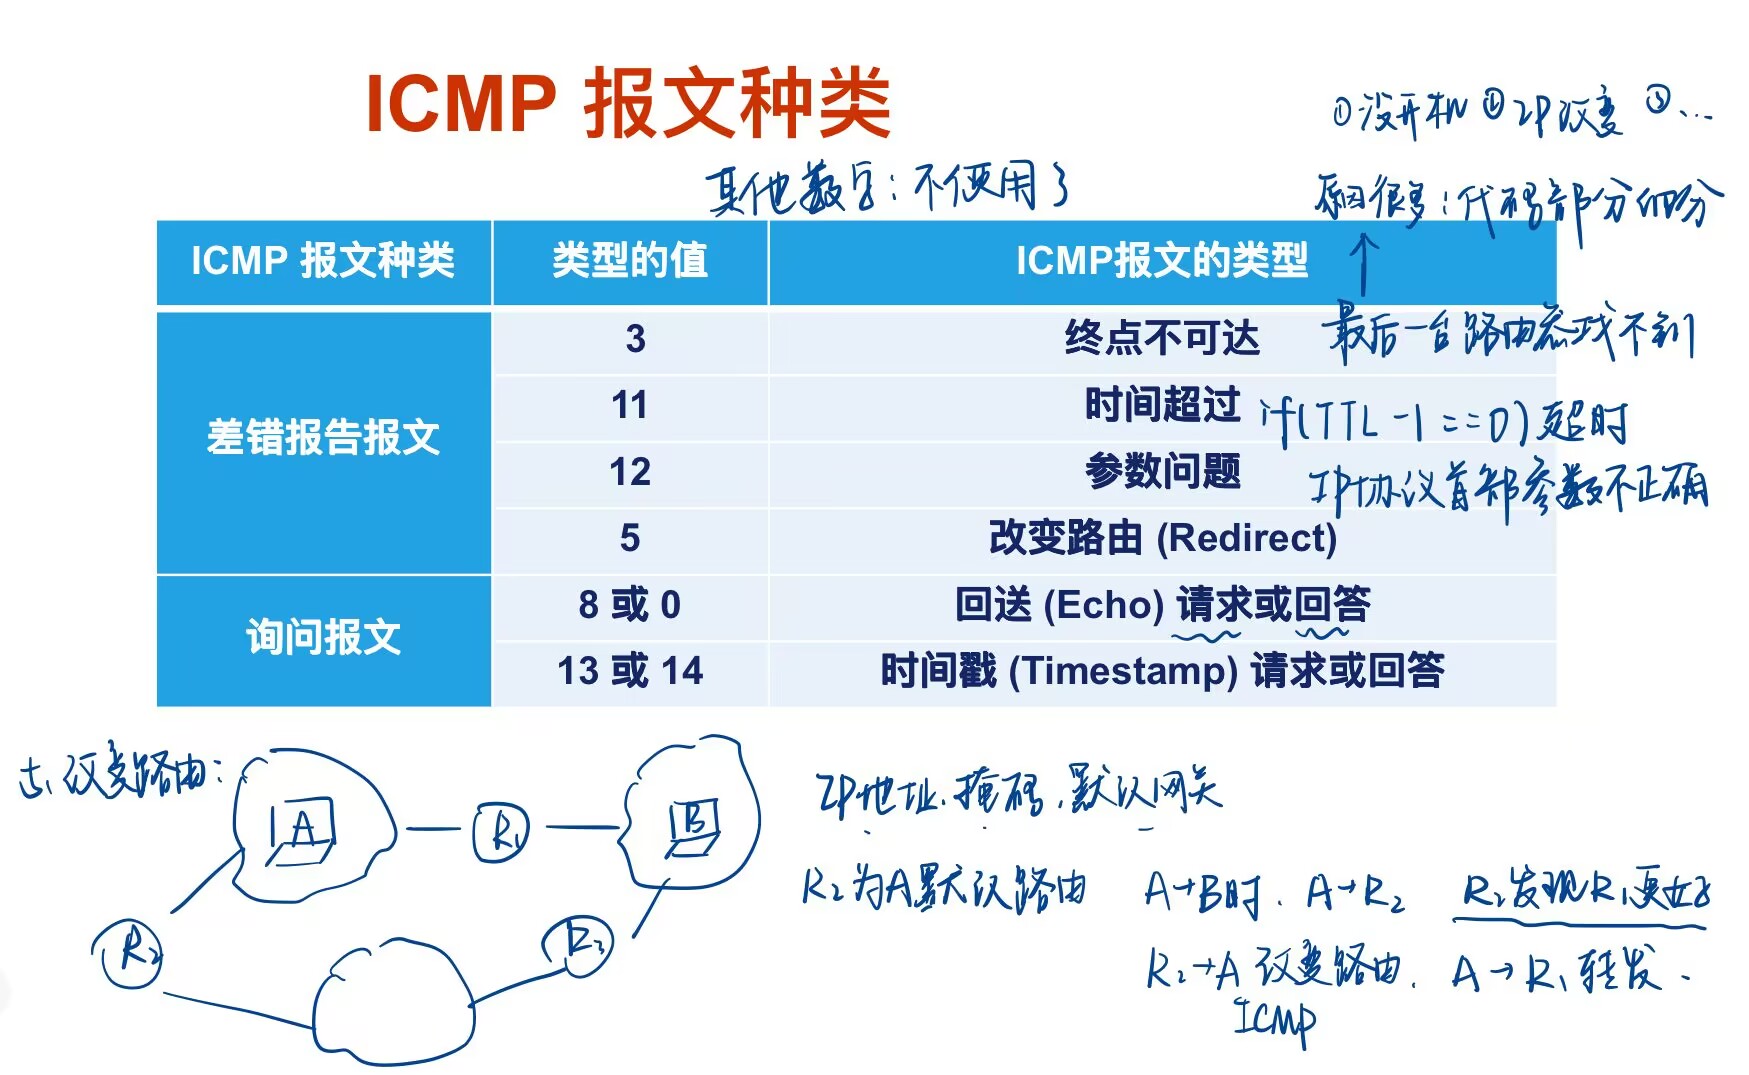 ICMP 报文种类
①没开机 ②IP改变 ③...
其他数字：不使用了
原因很多：代码部分细分
ICMP 报文种类 类型的值 ICMP报文的类型
最后一台路由器找不到
差错报告报文
3 终点不可达
11 时间超过 if(TTL-1==0)超时
12 参数问题 IP协议首部参数不正确
5 改变路由 (Redirect)
询问报文
8 或 0 回送 (Echo) 请求或回答
13 或 14 时间戳 (Timestamp) 请求或回答
5、改变路由：
A
R1
B
R2
R3
IP地址、掩码、默认网关
R2为A默认路由 A→B时、A→R2 R2发现R1更好
R2→A 改变路由. A→R1转发.
ICMP